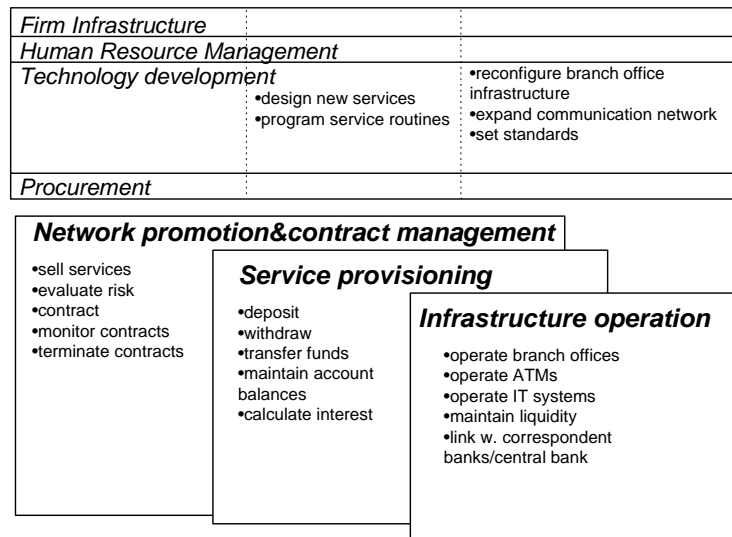 Firm Infrastructure
Human Resource Management
Technology development
•design new services
•program service routines
•reconfigure branch office
infrastructure
•expand communication network
•set standards
Procurement
Network promotion&contract management
•sell services
•evaluate risk
•contract
•monitor contracts
•terminate contracts
Service provisioning
•deposit
•withdraw
•transfer funds
•maintain account
balances
•calculate interest
Infrastructure operation
•operate branch offices
•operate ATMs
•operate IT systems
•maintain liquidity
•link w. correspondent
banks/central bank